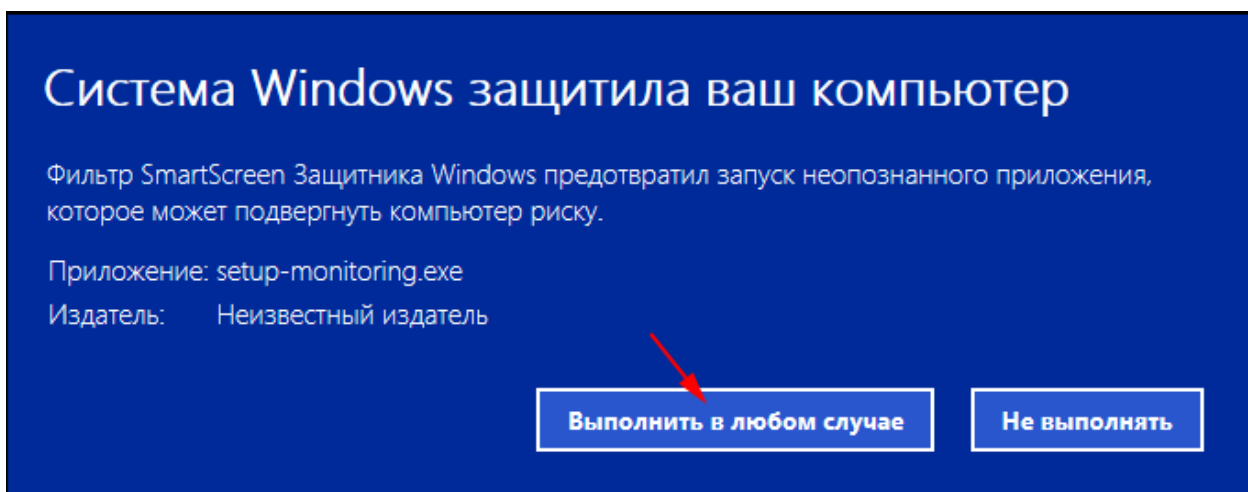 Система Windows защитила ваш компьютер
Фильтр SmartScreen Защитника Windows предотвратил запуск неопознанного приложения,
которое может подвергнуть компьютер риску.
Приложение: setup-monitoring.exe
Издатель: Неизвестный издатель
Выполнить в любом случае Не выполнять